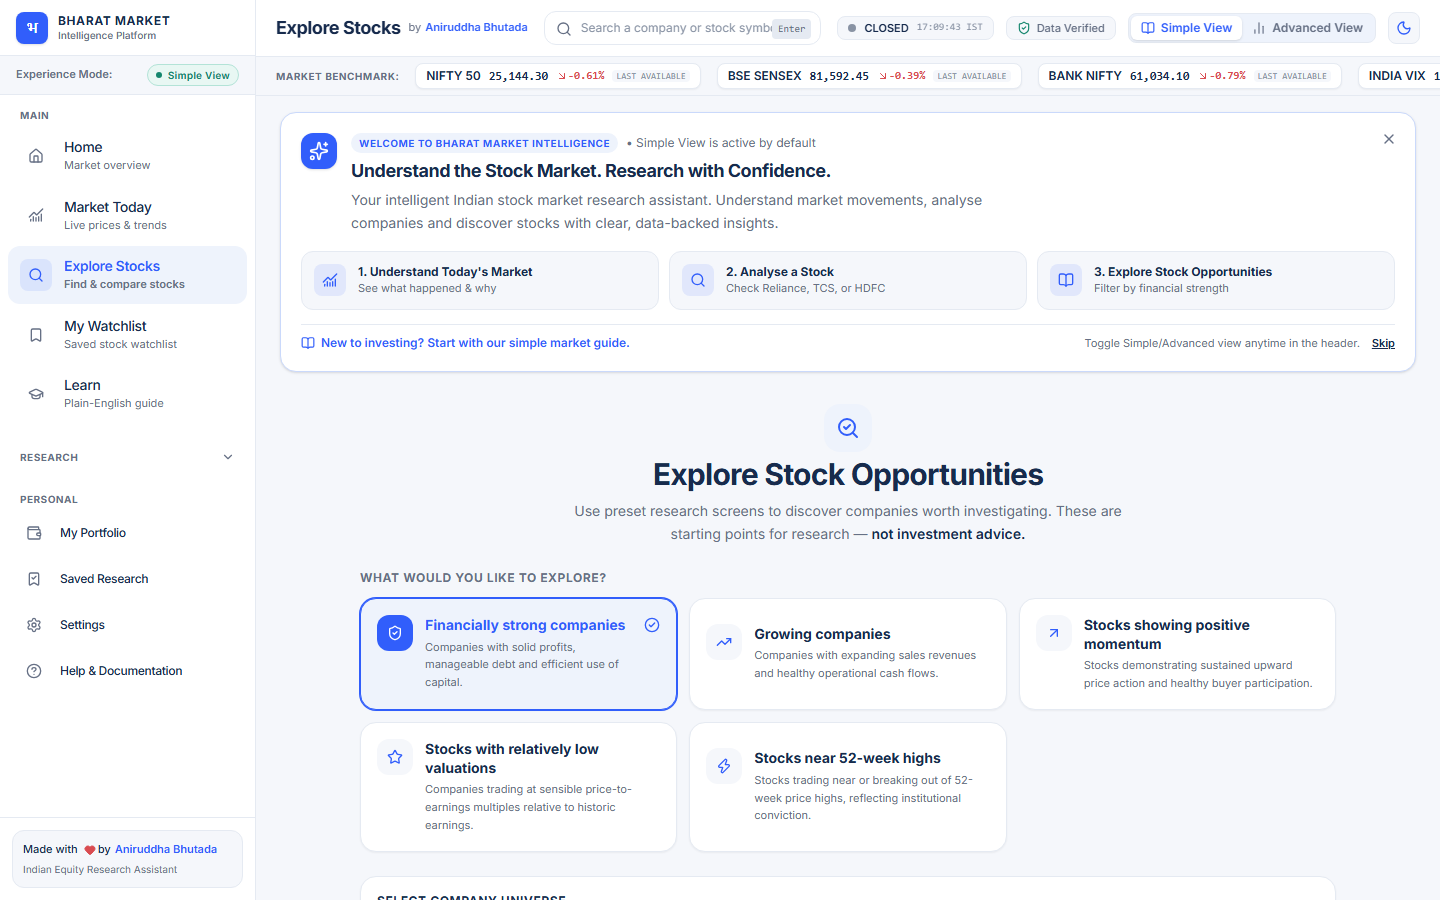 भ
BHARAT MARKET
Intelligence Platform
Experience Mode:
Simple View
MAIN
Home
Market overview
Market Today
Live prices & trends
Explore Stocks
Find & compare stocks
My Watchlist
Saved stock watchlist
Learn
Plain-English guide
RESEARCH
PERSONAL
My Portfolio
Saved Research
Settings
Help & Documentation
Made with ❤ by Aniruddha Bhutada
Indian Equity Research Assistant
Explore Stocks by Aniruddha Bhutada
Search a company or stock symb Enter
CLOSED 17:09:43 IST
Data Verified
Simple View
Advanced View
MARKET BENCHMARK:
NIFTY 50 25,144.30 ↘-0.61% LAST AVAILABLE
BSE SENSEX 81,592.45 ↘-0.39% LAST AVAILABLE
BANK NIFTY 61,034.10 ↘-0.79% LAST AVAILABLE
INDIA VIX 1
WELCOME TO BHARAT MARKET INTELLIGENCE • Simple View is active by default
Understand the Stock Market. Research with Confidence.
Your intelligent Indian stock market research assistant. Understand market movements, analyse
companies and discover stocks with clear, data-backed insights.
1. Understand Today's Market
See what happened & why
2. Analyse a Stock
Check Reliance, TCS, or HDFC
3. Explore Stock Opportunities
Filter by financial strength
New to investing? Start with our simple market guide.
Toggle Simple/Advanced view anytime in the header. Skip
Explore Stock Opportunities
Use preset research screens to discover companies worth investigating. These are
starting points for research — not investment advice.
WHAT WOULD YOU LIKE TO EXPLORE?
Financially strong companies
Companies with solid profits,
manageable debt and efficient use of
capital.
Growing companies
Companies with expanding sales revenues
and healthy operational cash flows.
Stocks showing positive
momentum
Stocks demonstrating sustained upward
price action and healthy buyer participation.
Stocks with relatively low
valuations
Companies trading at sensible price-to-
earnings multiples relative to historic
earnings.
Stocks near 52-week highs
Stocks trading near or breaking out of 52-
week price highs, reflecting institutional
conviction.
SELECT COMPANY UNIVERSE